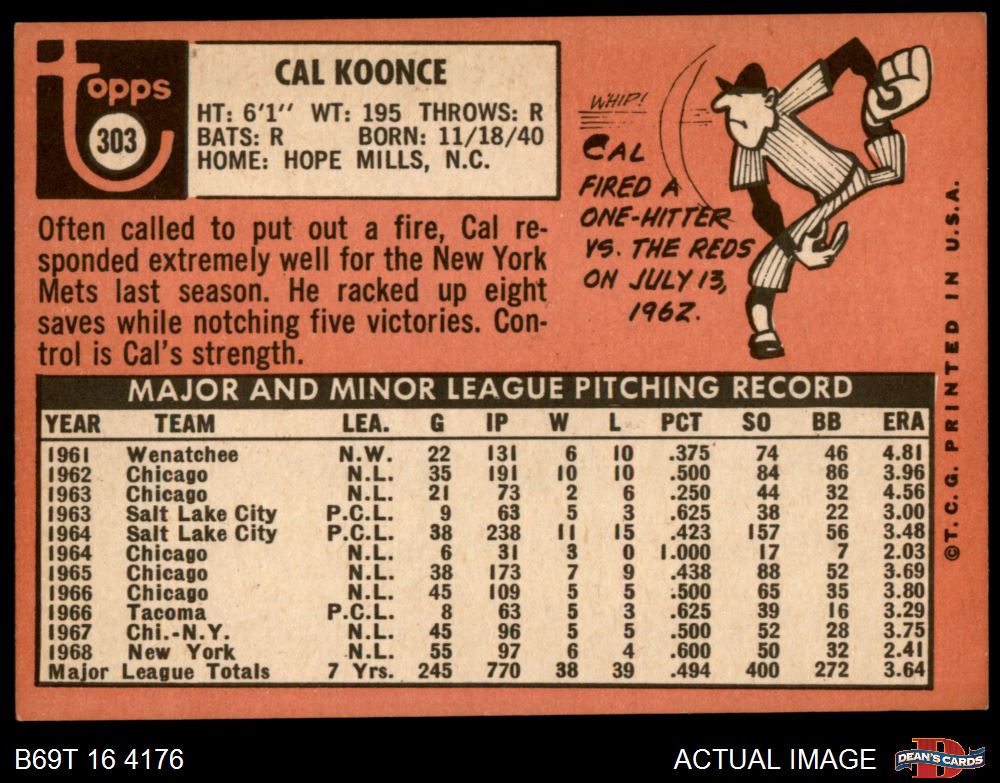 topps
303
CAL KOONCE
HT: 6'1'' WT: 195 THROWS: R
BATS: R BORN: 11/18/40
HOME: HOPE MILLS, N.C.
Often called to put out a fire, Cal re-
sponded extremely well for the New York
Mets last season. He racked up eight
saves while notching five victories. Con-
trol is Cal's strength.
WHIP!
CAL
FIRED A
ONE-HITTER
VS. THE REDS
ON JULY 13,
1962.
MAJOR AND MINOR LEAGUE PITCHING RECORD
YEAR TEAM LEA. G IP W L PCT SO BB ERA
1961 Wenatchee N.W. 22 131 6 10 .375 74 46 4.81
1962 Chicago N.L. 35 191 10 10 .500 84 86 3.96
1963 Chicago N.L. 21 73 2 6 .250 44 32 4.56
1963 Salt Lake City P.C.L. 9 63 5 3 .625 38 22 3.00
1964 Salt Lake City P.C.L. 38 238 11 15 .423 157 56 3.48
1964 Chicago N.L. 6 31 3 0 1.000 17 7 2.03
1965 Chicago N.L. 38 173 7 9 .438 88 52 3.69
1966 Chicago N.L. 45 109 5 5 .500 65 35 3.80
1966 Tacoma P.C.L. 8 63 5 3 .625 39 16 3.29
1967 Chi.-N.Y. N.L. 45 96 5 5 .500 52 28 3.75
1968 New York N.L. 55 97 6 4 .600 50 32 2.41
Major League Totals 7 Yrs. 245 770 38 39 .494 400 272 3.64
©T. C. G. PRINTED IN U.S.A.
B69T 16 4176
ACTUAL IMAGE
D
DEAN'S CARDS